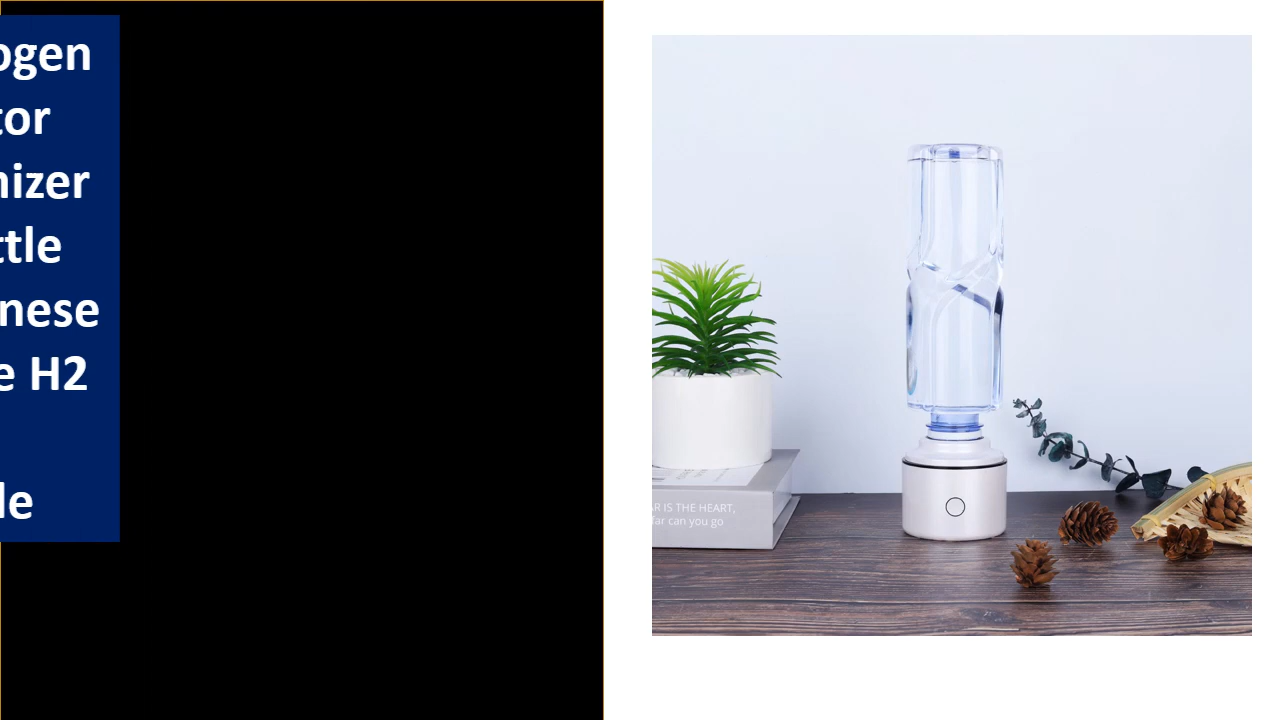 ogen
tor
nizer
ttle
nese
e H2
le
AR IS THE HEART,
far can you go